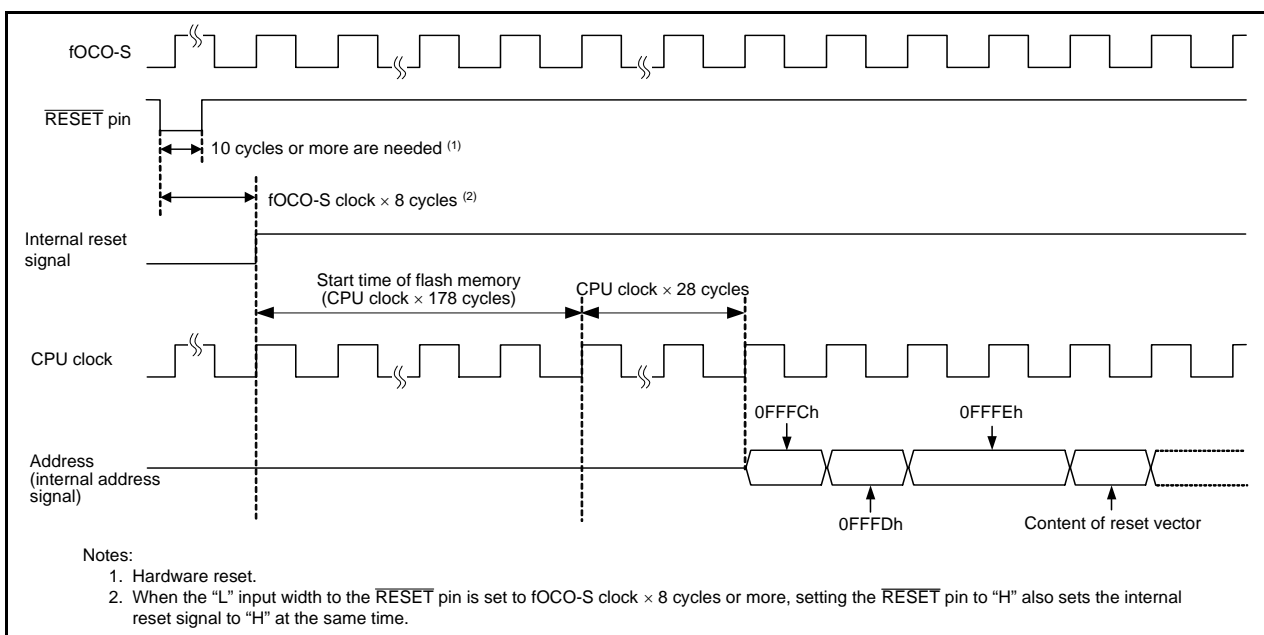 fOCO-S
RESET pin
10 cycles or more are needed (1)
fOCO-S clock × 8 cycles (2)
Internal reset
signal
Start time of flash memory
(CPU clock × 178 cycles)
CPU clock × 28 cycles
CPU clock
0FFFCh
0FFFEh
Address
(internal address
signal)
0FFFDh
Content of reset vector
Notes:
1. Hardware reset.
2. When the “L” input width to the RESET pin is set to fOCO-S clock × 8 cycles or more, setting the RESET pin to “H” also sets the internal
reset signal to “H” at the same time.